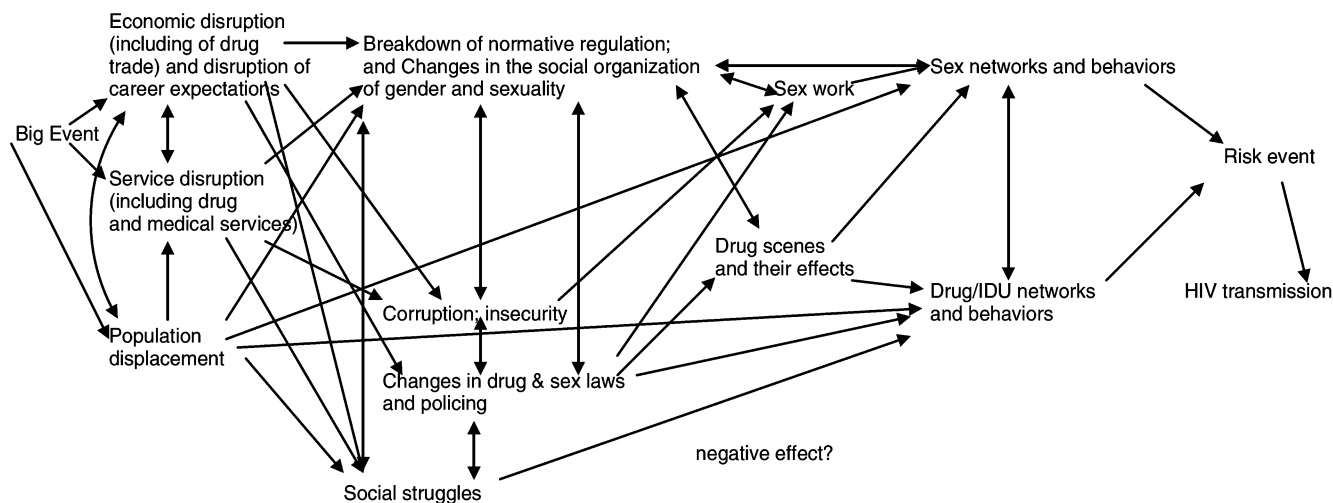 Economic disruption
(including of drug
trade) and disruption of
career expectations
Breakdown of normative regulation;
and Changes in the social organization
of gender and sexuality
Sex work
Sex networks and behaviors
Big Event
Risk event
Service disruption
(including drug
and medical services)
Drug scenes
and their effects
Drug/IDU networks
and behaviors
HIV transmission
Corruption; insecurity
Population
displacement
Changes in drug & sex laws
and policing
negative effect?
Social struggles